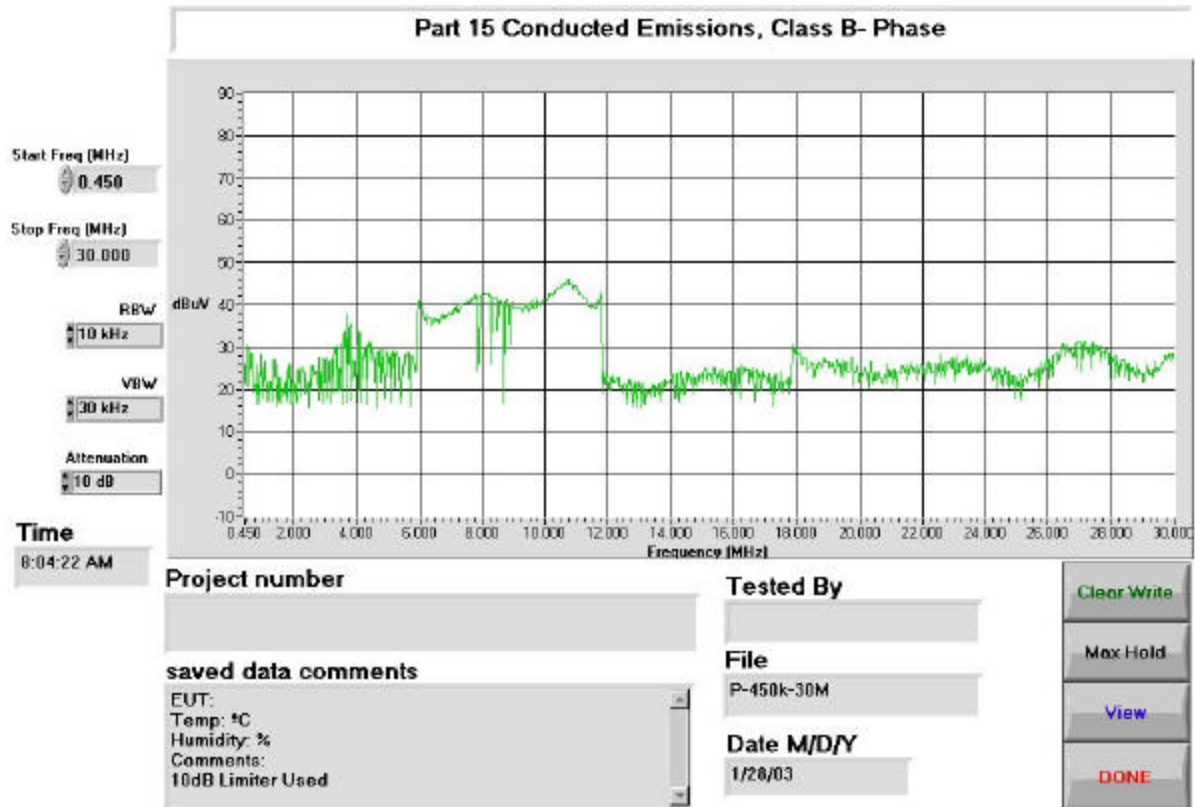 Part 15 Conducted Emissions, Class B- Phase
Start Freq (MHz)
0.450
Stop Freq (MHz)
30.000
RBW
10 kHz
VBW
30 kHz
Attenuation
10 dB
Time
8:04:22 AM
dBuV
90
80
70
60
50
40
30
20
10
0
-10
0.450 2.000 4.000 6.000 8.000 10.000 12.000 14.000 16.000 18.000 20.000 22.000 24.000 26.000 28.000 30.000
Frequency (MHz)
Project number
saved data comments
EUT:
Temp: ºC
Humidity: %
Comments:
10dB Limiter Used
Tested By
File
P-450k-30M
Date M/D/Y
1/28/03
Clear Write
Max Hold
View
DONE